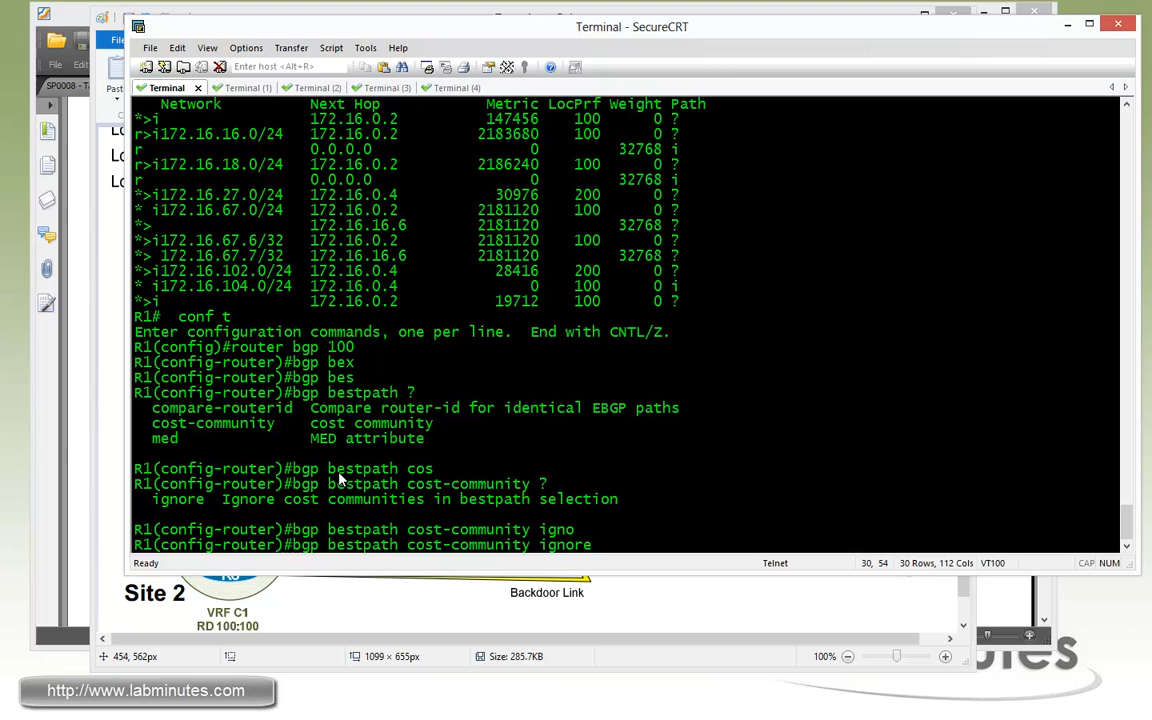 Terminal - SecureCRT
File Edit View Options Transfer Script Tools Help
Enter host <Alt+R>
Terminal Terminal (1) Terminal (2) Terminal (3) Terminal (4)
Network Next Hop Metric LocPrf Weight Path
*>i 172.16.0.2 147456 100 0 ?
r>i172.16.16.0/24 172.16.0.2 2183680 100 0 ?
r 0.0.0.0 0 32768 i
r>i172.16.18.0/24 172.16.0.2 2186240 100 0 ?
r 0.0.0.0 0 32768 i
*>i172.16.27.0/24 172.16.0.4 30976 200 0 ?
* i172.16.67.0/24 172.16.0.2 2181120 100 0 ?
*> 172.16.16.6 2181120 32768 ?
*>i172.16.67.6/32 172.16.0.2 2181120 100 0 ?
*> 172.16.67.7/32 172.16.16.6 2181120 32768 ?
*>i172.16.102.0/24 172.16.0.4 28416 200 0 ?
* i172.16.104.0/24 172.16.0.4 0 100 0 i
*>i 172.16.0.2 19712 100 0 ?
R1# conf t
Enter configuration commands, one per line. End with CNTL/Z.
R1(config)#router bgp 100
R1(config-router)#bgp bex
R1(config-router)#bgp bes
R1(config-router)#bgp bestpath ?
compare-routerid Compare router-id for identical EBGP paths
cost-community cost community
med MED attribute
R1(config-router)#bgp bestpath cos
R1(config-router)#bgp bestpath cost-community ?
ignore Ignore cost communities in bestpath selection
R1(config-router)#bgp bestpath cost-community igno
R1(config-router)#bgp bestpath cost-community ignore
Ready Telnet 30, 54 30 Rows, 112 Cols VT100 CAP NUM
File
Past
File Edi
SP0008 - T
Lo
Lo
Lo
Site 2
VRF C1
RD 100:100
Backdoor Link
454, 562px 1099 × 655px Size: 285.7KB 100%
http://www.labminutes.com